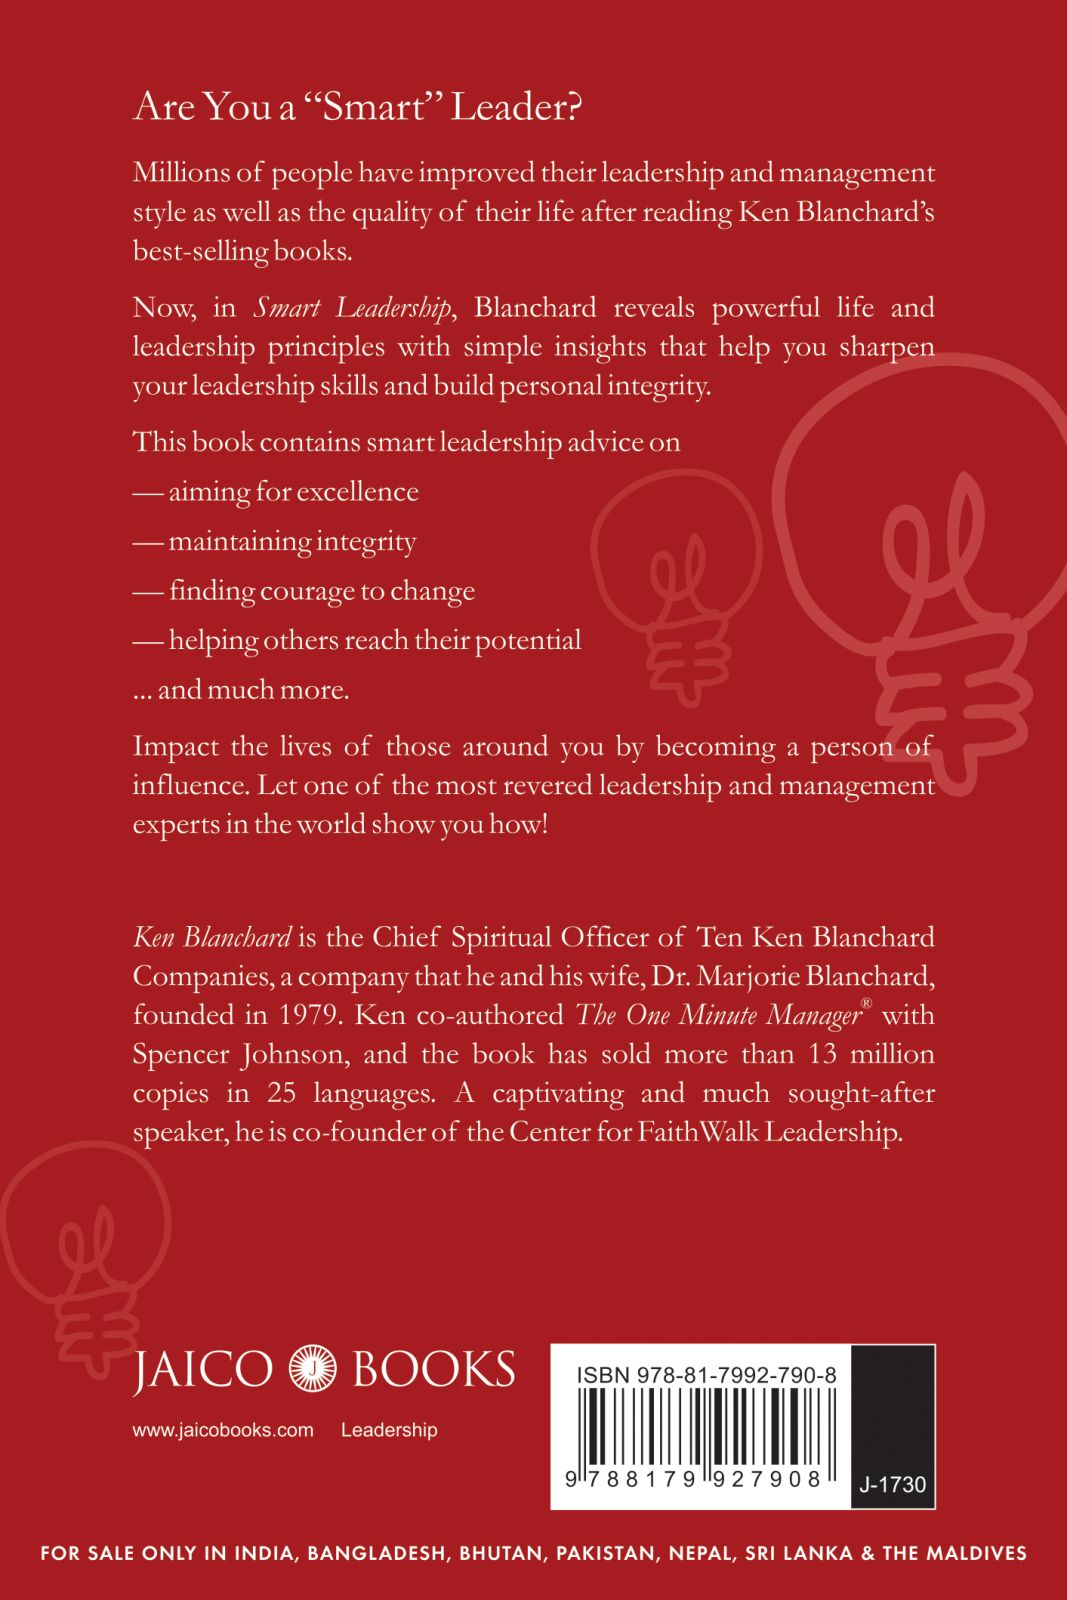 Are You a “Smart” Leader?
Millions of people have improved their leadership and management
style as well as the quality of their life after reading Ken Blanchard’s
best-selling books.
Now, in Smart Leadership, Blanchard reveals powerful life and
leadership principles with simple insights that help you sharpen
your leadership skills and build personal integrity.
This book contains smart leadership advice on
— aiming for excellence
— maintaining integrity
— finding courage to change
— helping others reach their potential
... and much more.
Impact the lives of those around you by becoming a person of
influence. Let one of the most revered leadership and management
experts in the world show you how!
Ken Blanchard is the Chief Spiritual Officer of Ten Ken Blanchard
Companies, a company that he and his wife, Dr. Marjorie Blanchard,
founded in 1979. Ken co-authored The One Minute Manager® with
Spencer Johnson, and the book has sold more than 13 million
copies in 25 languages. A captivating and much sought-after
speaker, he is co-founder of the Center for FaithWalk Leadership.
JAICO J BOOKS
www.jaicobooks.com Leadership
ISBN 978-81-7992-790-8
9 788179 927908
J-1730
FOR SALE ONLY IN INDIA, BANGLADESH, BHUTAN, PAKISTAN, NEPAL, SRI LANKA & THE MALDIVES